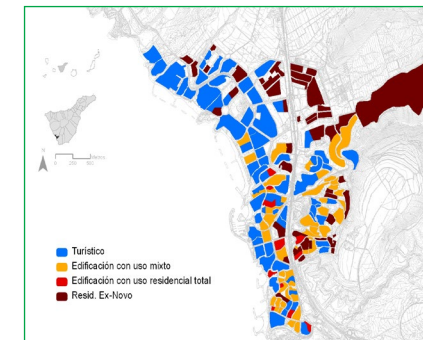 Turístico
Edificación con uso mixto
Edificación con uso residencial total
Resid. Ex-Novo